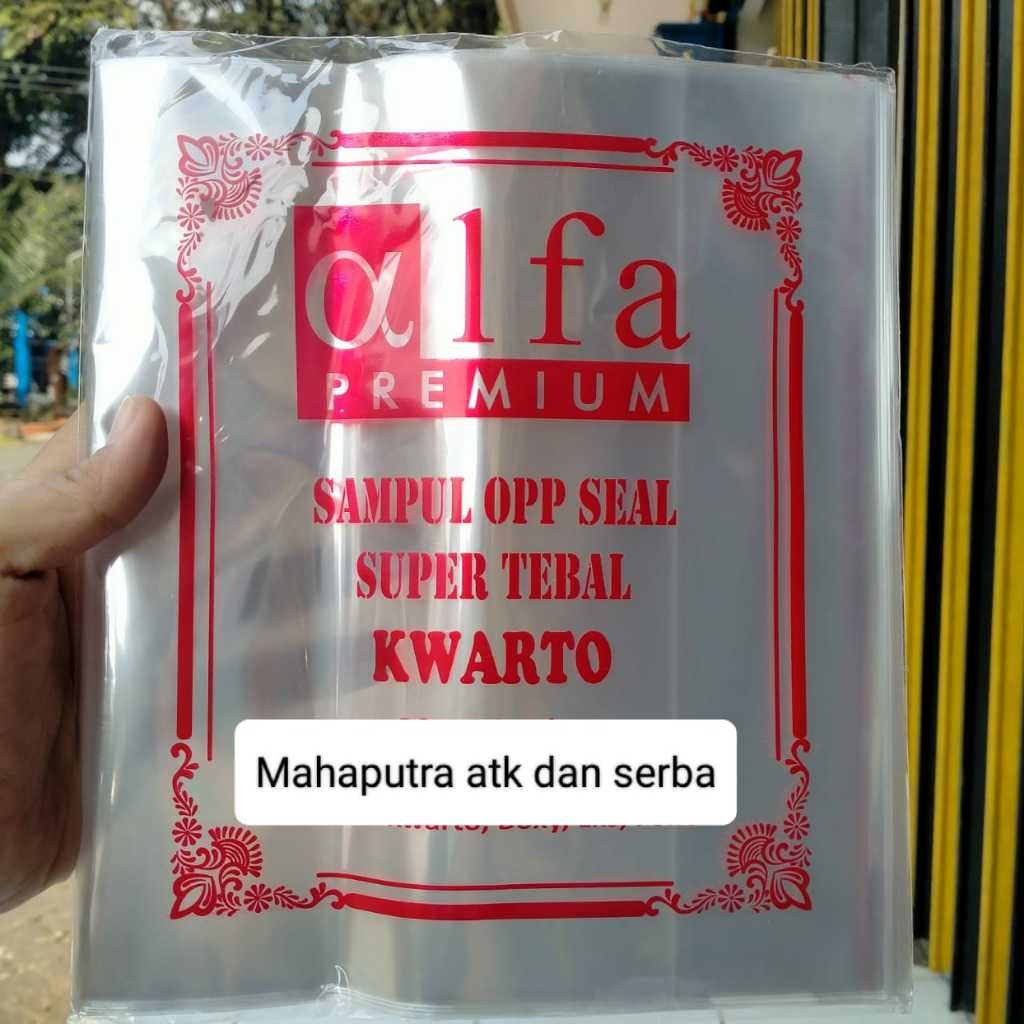 αlfa
PREMIUM
SAMPUL OPP SEAL
SUPER TEBAL
KWARTO
Mahaputra atk dan serba